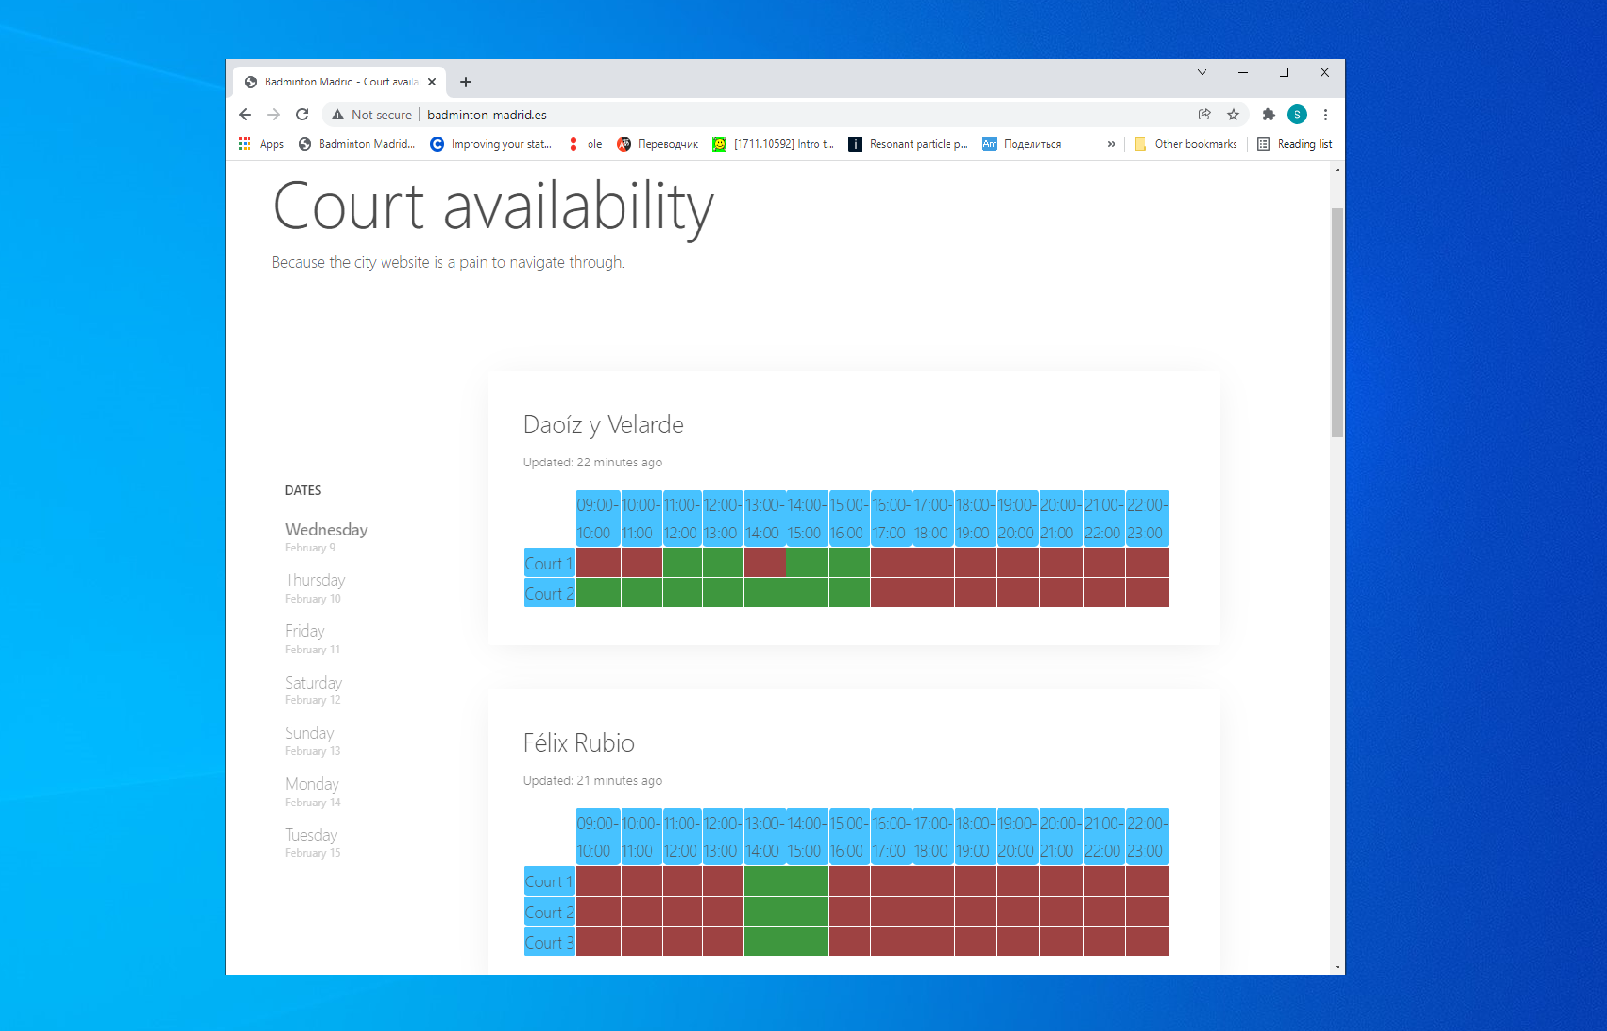 Badminton Madrid - Court availa
Not secure
badminton-madrid.es
S
Apps
Badminton Madrid...
Improving your stat...
ole
Переводчик
[1711.10592] Intro t...
Resonant particle p...
Поделиться
»
Other bookmarks
Reading list
Court availability
Because the city website is a pain to navigate through.
DATES
Wednesday
February 9
Thursday
February 10
Friday
February 11
Saturday
February 12
Sunday
February 13
Monday
February 14
Tuesday
February 15
Daoíz y Velarde
Updated: 22 minutes ago
09:00- 10:00- 11:00- 12:00- 13:00- 14:00- 15:00- 16:00- 17:00- 18:00- 19:00- 20:00- 21:00- 22:00-
10:00 11:00 12:00 13:00 14:00 15:00 16:00 17:00 18:00 19:00 20:00 21:00 22:00 23:00
Court 1
Court 2
Félix Rubio
Updated: 21 minutes ago
09:00- 10:00- 11:00- 12:00- 13:00- 14:00- 15:00- 16:00- 17:00- 18:00- 19:00- 20:00- 21:00- 22:00-
10:00 11:00 12:00 13:00 14:00 15:00 16:00 17:00 18:00 19:00 20:00 21:00 22:00 23:00
Court 1
Court 2
Court 3